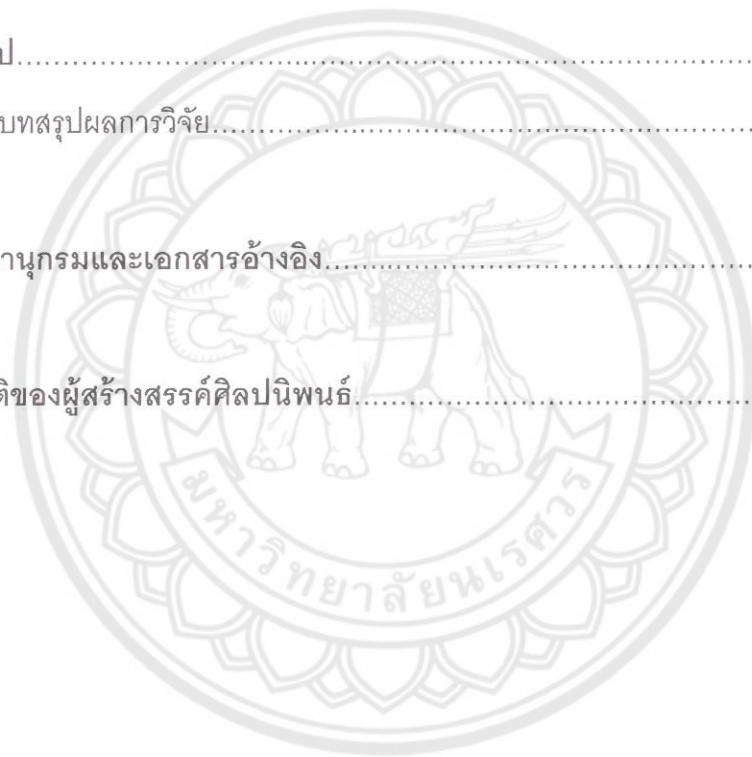 ป........................................................................
บทสรุปผลการวิจัย........................................................
านุกรมและเอกสารอ้างอิง...............................................
ติของผู้สร้างสรรค์ศิลปนิพนธ์...........................................
มหาวิทยาลัยนเรศวร